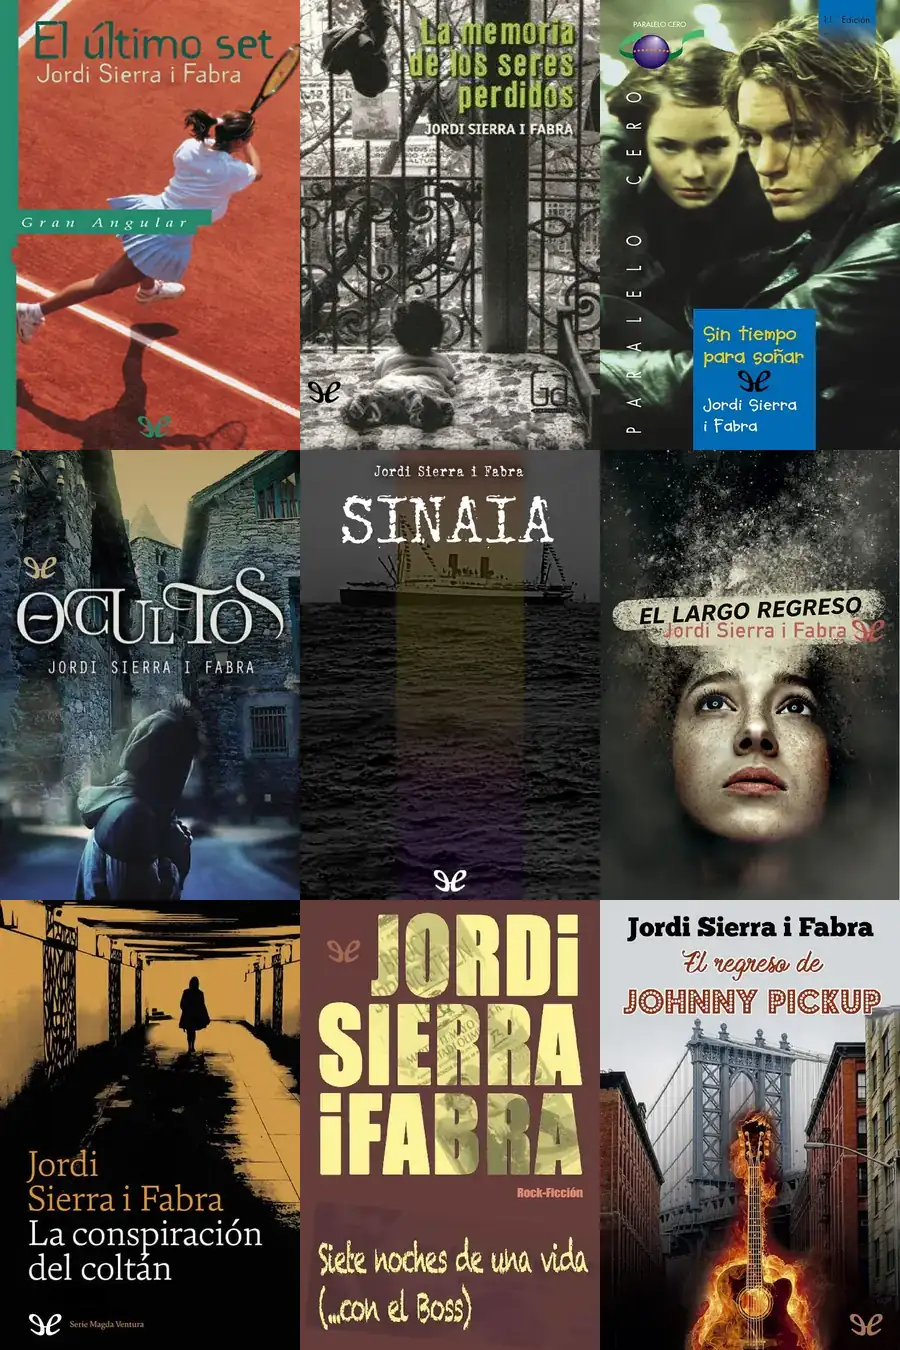 El último set
Jordi Sierra i Fabra
Gran Angular
La memoria
de los seres
perdidos
JORDI SIERRA I FABRA
Gd
PARALELO CERO
11.ª Edición
PARALELO CERO
Sin tiempo
para soñar
Jordi Sierra
i Fabra
OCULTOS
JORDI SIERRA I FABRA
Jordi Sierra i Fabra
SINAIA
EL LARGO REGRESO
Jordi Sierra i Fabra
Jordi
Sierra i Fabra
La conspiración
del coltán
Serie Magda Ventura
JORDi
SIERRA
iFABRA
Rock-Ficción
Siete noches de una vida
(...con el Boss)
Jordi Sierra i Fabra
El regreso de
JOHNNY PICKUP